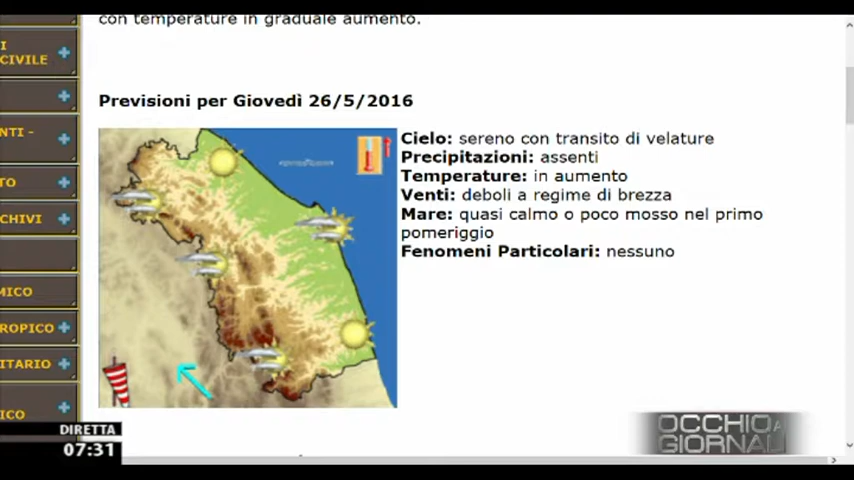 con temperature in graduale aumento.
I
CIVILE
Previsioni per Giovedì 26/5/2016
NTI -
TO
CHIVI
MICO
ROPICO
ITARIO
ICO
Cielo: sereno con transito di velature
Precipitazioni: assenti
Temperature: in aumento
Venti: deboli a regime di brezza
Mare: quasi calmo o poco mosso nel primo
pomeriggio
Fenomeni Particolari: nessuno
DIRETTA
07:31
OCCHIO AI
GIORNALI